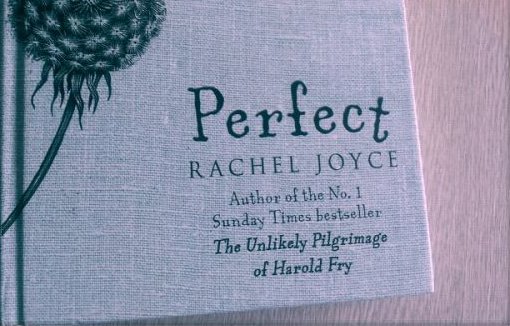 Perfect
RACHEL JOYCE
Author of the No. 1
Sunday Times bestseller
The Unlikely Pilgrimage
of Harold Fry